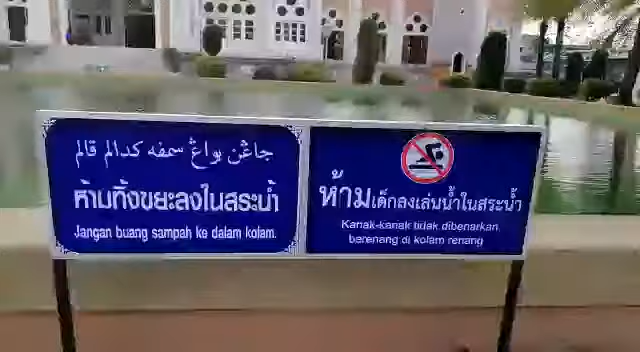 جاڠن بواڠ سمفه كدالم قالم
ห้ามทิ้งขยะลงในสระน้ำ
Jangan buang sampah ke dalam kolam.
ห้ามเด็กลงเล่นน้ำในสระน้ำ
Kanak-kanak tidak dibenarkan
berenang di kolam renang